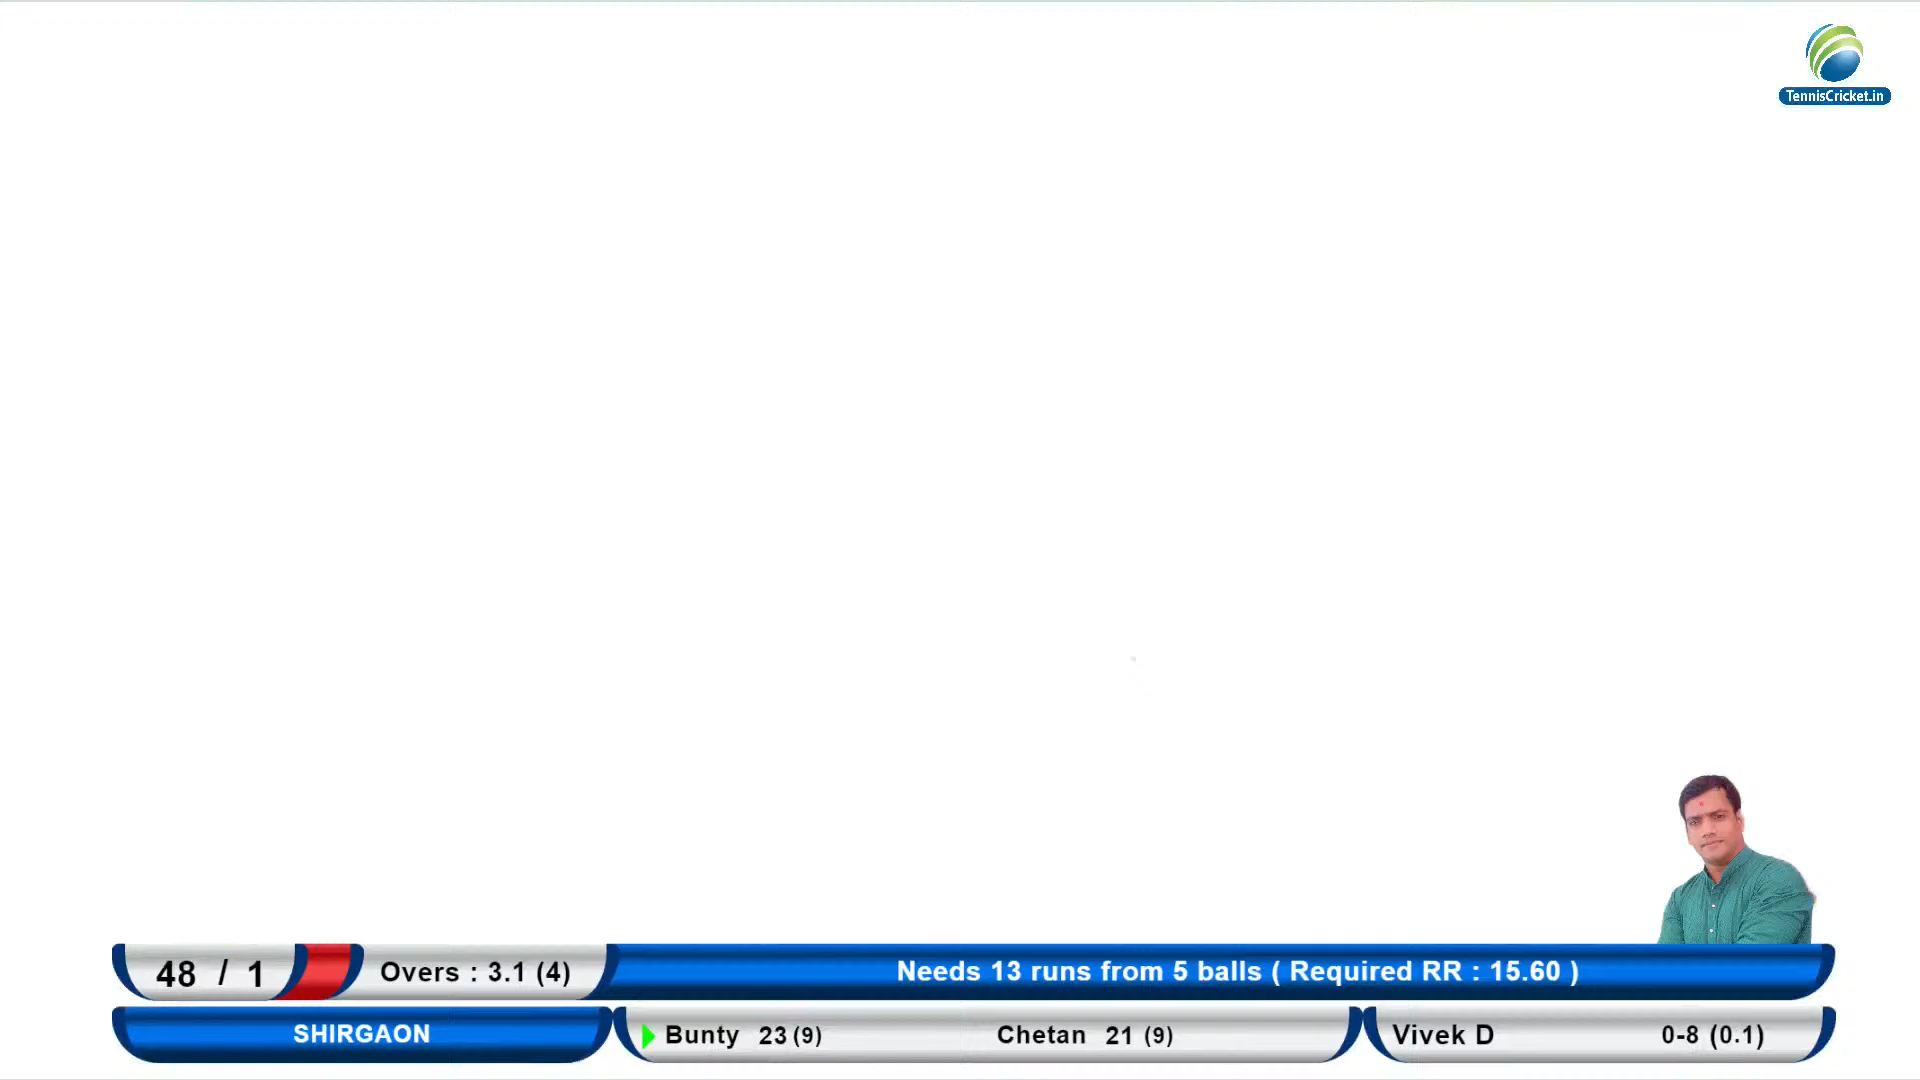 TennisCricket.in
48 / 1 Overs : 3.1 (4) Needs 13 runs from 5 balls ( Required RR : 15.60 )
SHIRGAON Bunty 23 (9) Chetan 21 (9) Vivek D 0-8 (0.1)